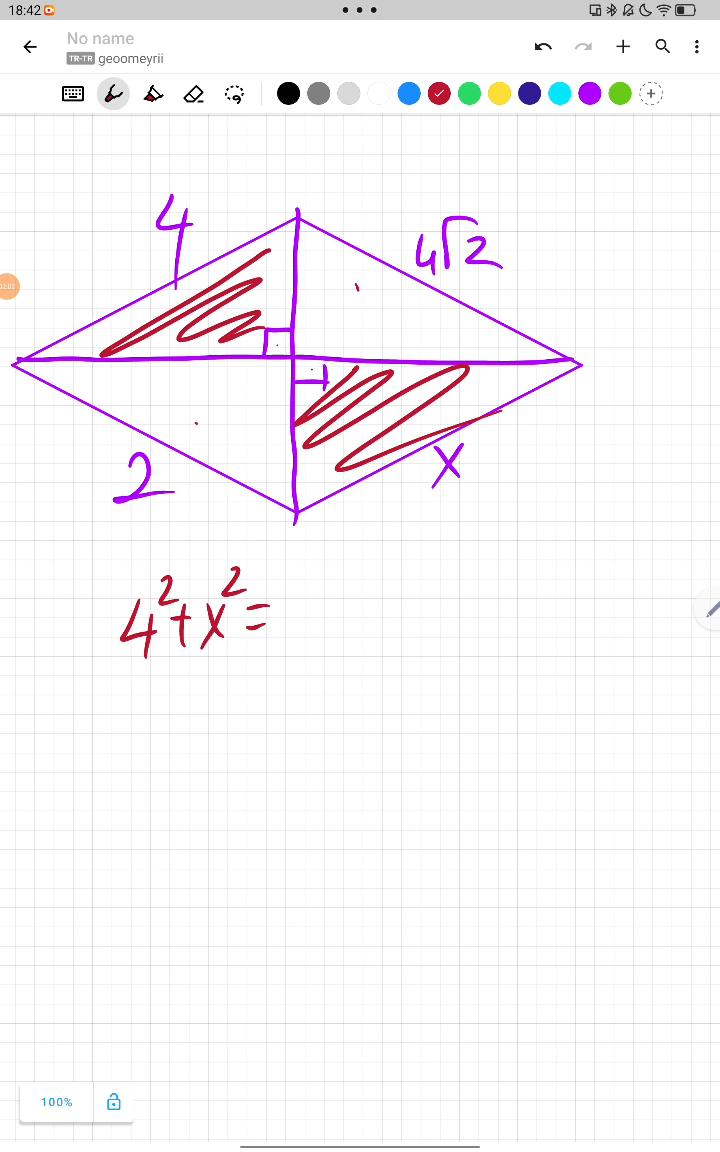 18:42
No name
TR-TR geoomeyrii
4
4√2
2
x
4²+x²=
100%